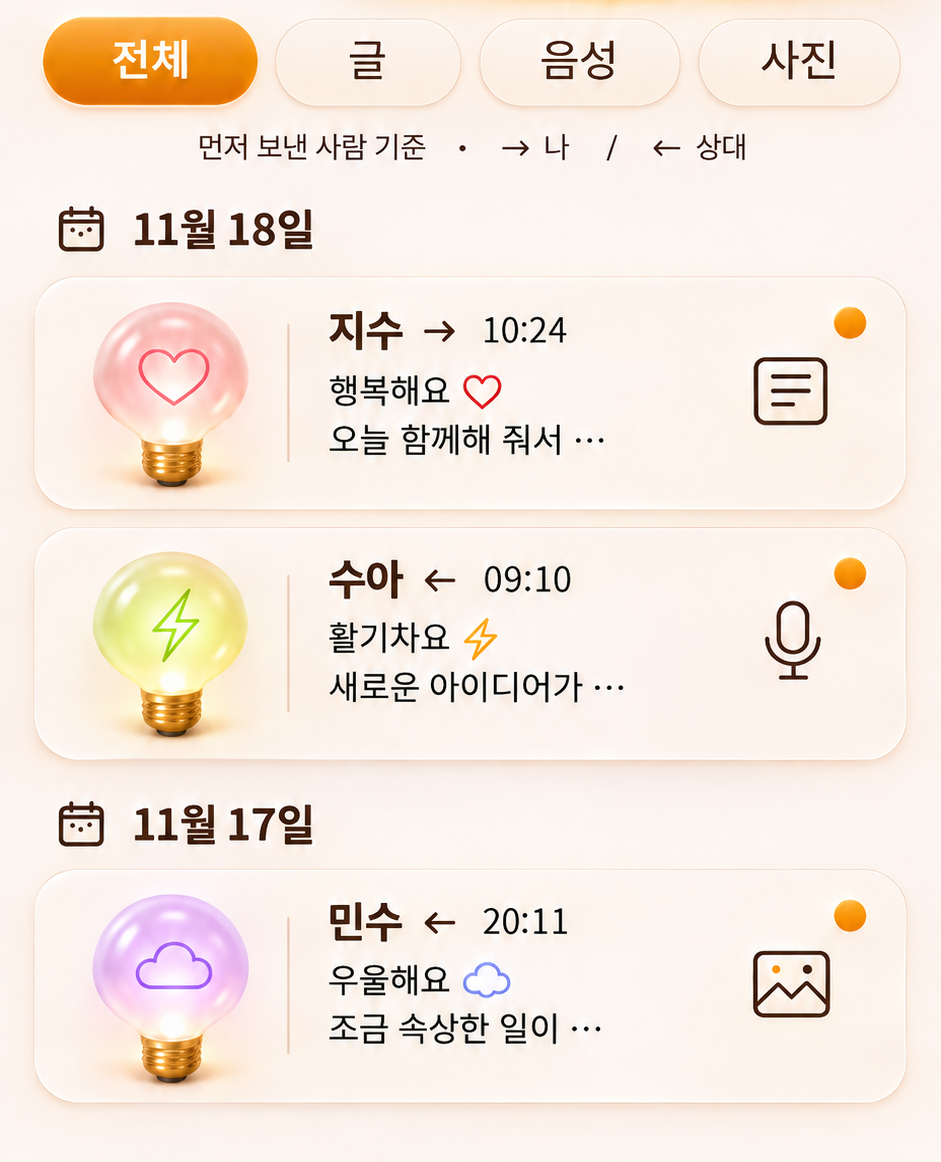 전체 글 음성 사진
먼저 보낸 사람 기준 • → 나 / ← 상대
11월 18일
지수 → 10:24
행복해요
오늘 함께해 줘서 ···
수아 ← 09:10
활기차요
새로운 아이디어가 ···
11월 17일
민수 ← 20:11
우울해요
조금 속상한 일이 ···